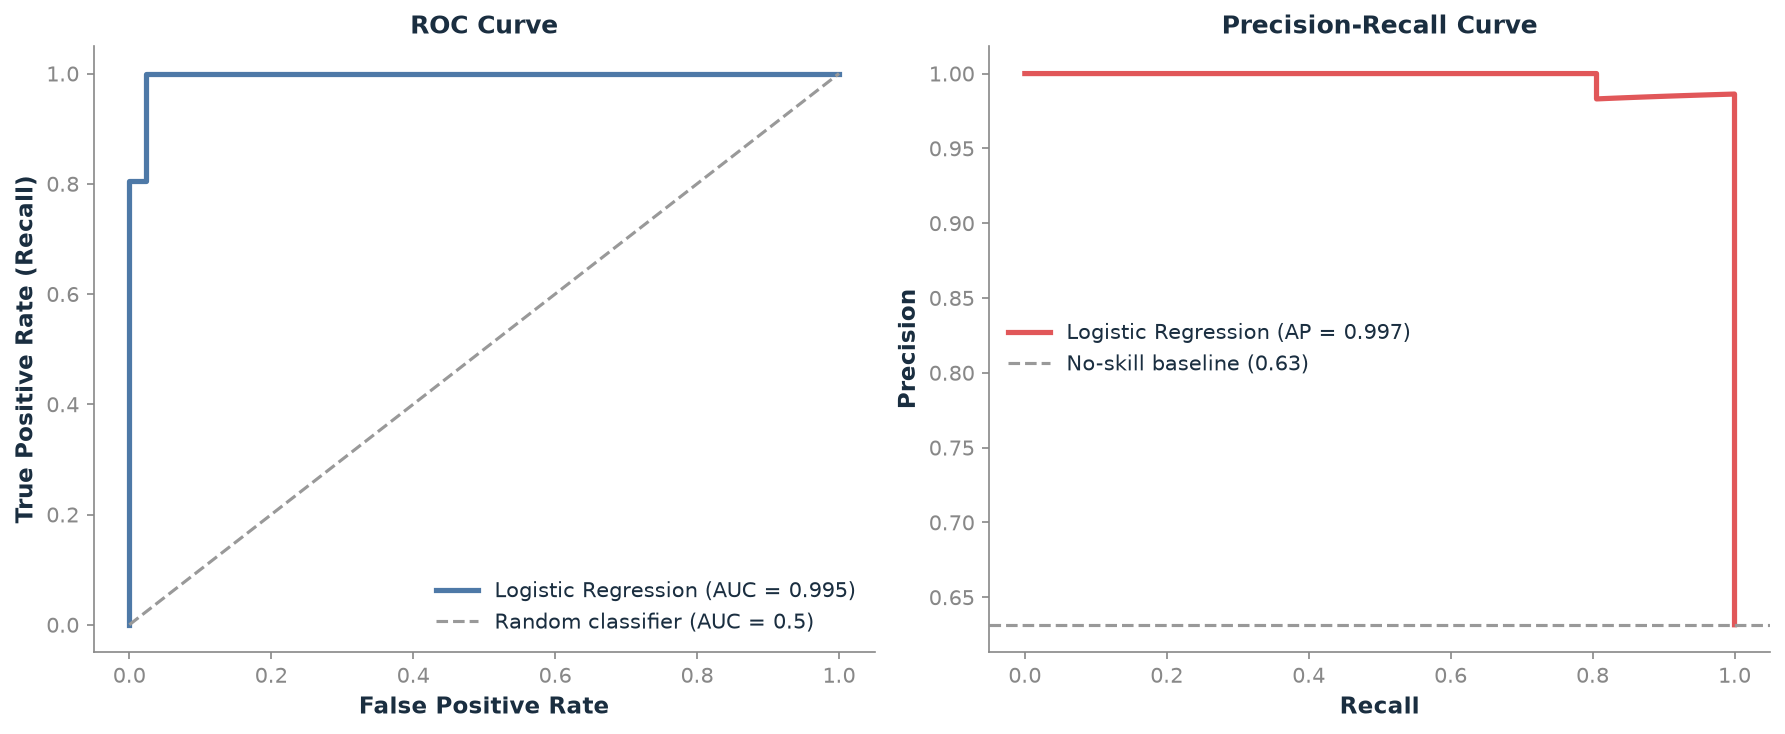 ROC Curve
True Positive Rate (Recall)
1.0
0.8
0.6
0.4
0.2
0.0
Logistic Regression (AUC = 0.995)
Random classifier (AUC = 0.5)
0.0 0.2 0.4 0.6 0.8 1.0
False Positive Rate
Precision-Recall Curve
Precision
1.00
0.95
0.90
0.85
0.80
0.75
0.70
0.65
Logistic Regression (AP = 0.997)
No-skill baseline (0.63)
0.0 0.2 0.4 0.6 0.8 1.0
Recall